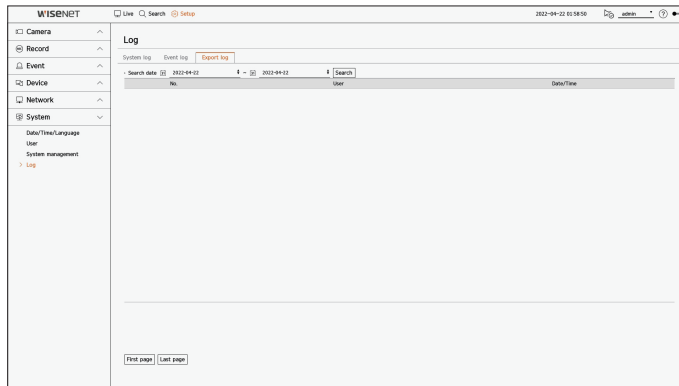 WISENET
Live Search Setup 2022-04-22 01:58:50 admin ?
Camera
Record
Event
Device
Network
System
Date/Time/Language
User
System management
> Log
Log
System log Event log Export log
· Search date 2022-04-22 ~ 2022-04-22 Search
No. User Date/Time
First page Last page